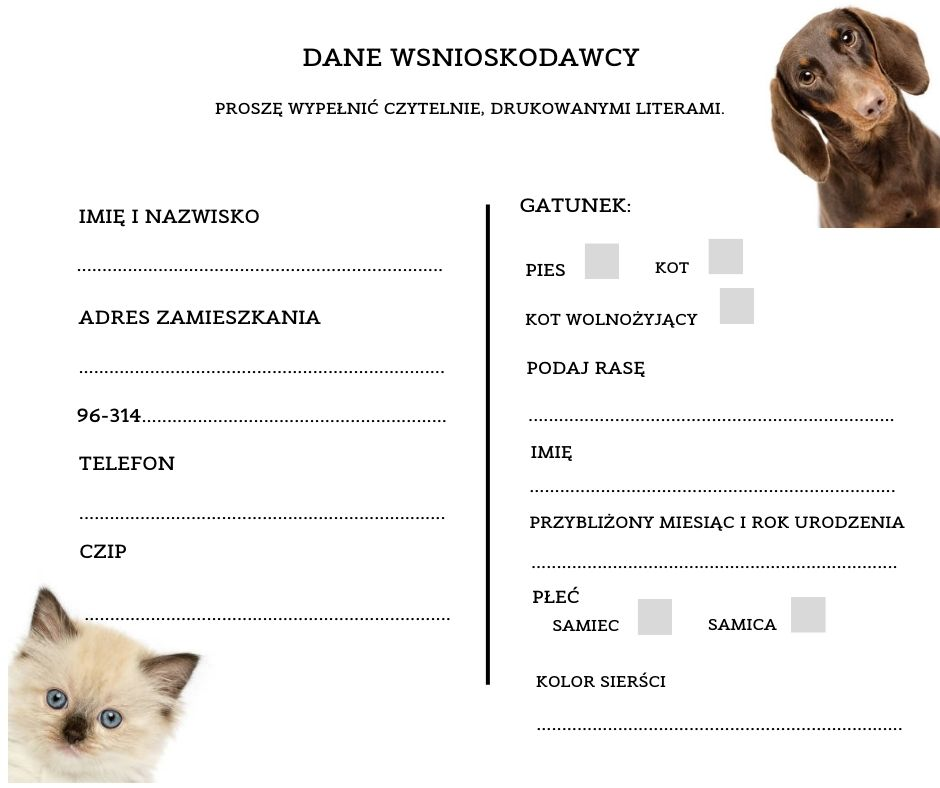 DANE WSNIOSKODAWCY
PROSZĘ WYPEŁNIĆ CZYTELNIE, DRUKOWANYMI LITERAMI.
IMIĘ I NAZWISKO
........................................................................
ADRES ZAMIESZKANIA
........................................................................
96-314............................................................
TELEFON
........................................................................
CZIP
........................................................................
GATUNEK:
PIES KOT
KOT WOLNOŻYJĄCY
PODAJ RASĘ
........................................................................
IMIĘ
........................................................................
PRZYBLIŻONY MIESIĄC I ROK URODZENIA
........................................................................
PŁEĆ
SAMIEC SAMICA
KOLOR SIERŚCI
........................................................................